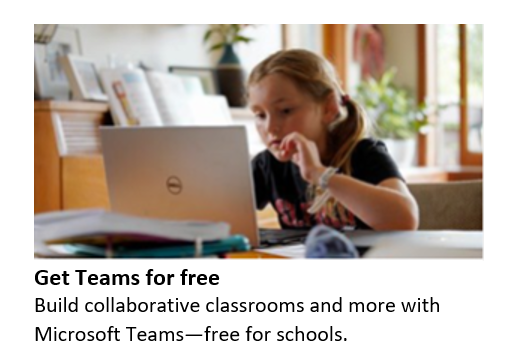 DELL
Get Teams for free
Build collaborative classrooms and more with
Microsoft Teams—free for schools.